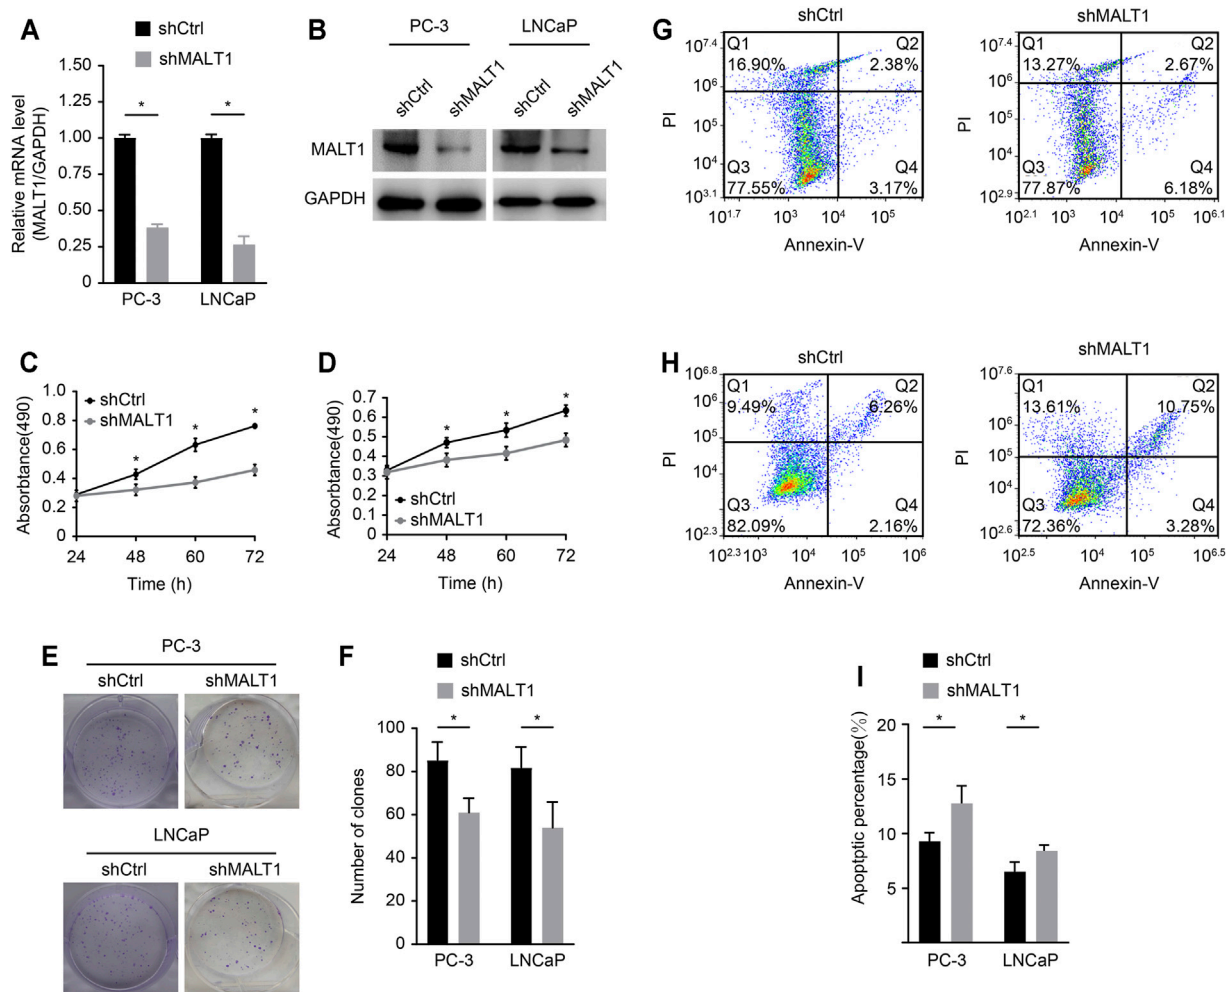 A
shCtrl
shMALT1
Relative mRNA level
(MALT1/GAPDH)
1.50
1.25
1.00
0.75
0.50
0.25
0
*
*
PC-3
LNCaP
B
PC-3
LNCaP
shCtrl
shMALT1
shCtrl
shMALT1
MALT1
GAPDH
C
Absorbtance(490)
1.0
0.8
0.6
0.4
0.2
0
shCtrl
shMALT1
*
*
*
24
48
60
72
Time (h)
D
Absorbtance(490)
0.7
0.6
0.5
0.4
0.3
0.2
0.1
0
*
*
*
shCtrl
shMALT1
24
48
60
72
Time (h)
E
PC-3
shCtrl
shMALT1
LNCaP
shCtrl
shMALT1
F
shCtrl
shMALT1
Number of clones
100
80
60
40
20
0
*
*
PC-3
LNCaP
G
shCtrl
PI
10^7.4
10^6
10^5
10^4
10^3.1
Q1
16.90%
Q2
2.38%
Q3
77.55%
Q4
3.17%
10^1.7
10^3
10^4
10^5
Annexin-V
shMALT1
PI
10^7.4
10^6
10^5
10^4
10^2.9
Q1
13.27%
Q2
2.67%
Q3
77.87%
Q4
6.18%
10^2.1
10^3
10^4
10^5
10^6.1
Annexin-V
H
shCtrl
PI
10^6.8
10^5
10^4
10^2.3
Q1
9.49%
Q2
6.26%
Q3
82.09%
Q4
2.16%
10^2.3
10^3
10^4
10^5
10^6
Annexin-V
shMALT1
PI
10^7.6
10^6
10^5
10^4
10^2.6
Q1
13.61%
Q2
10.75%
Q3
72.36%
Q4
3.28%
10^2.5
10^4
10^5
10^6.5
Annexin-V
I
shCtrl
shMALT1
Apoptptic percentage(%)
20
15
10
5
*
*
PC-3
LNCaP